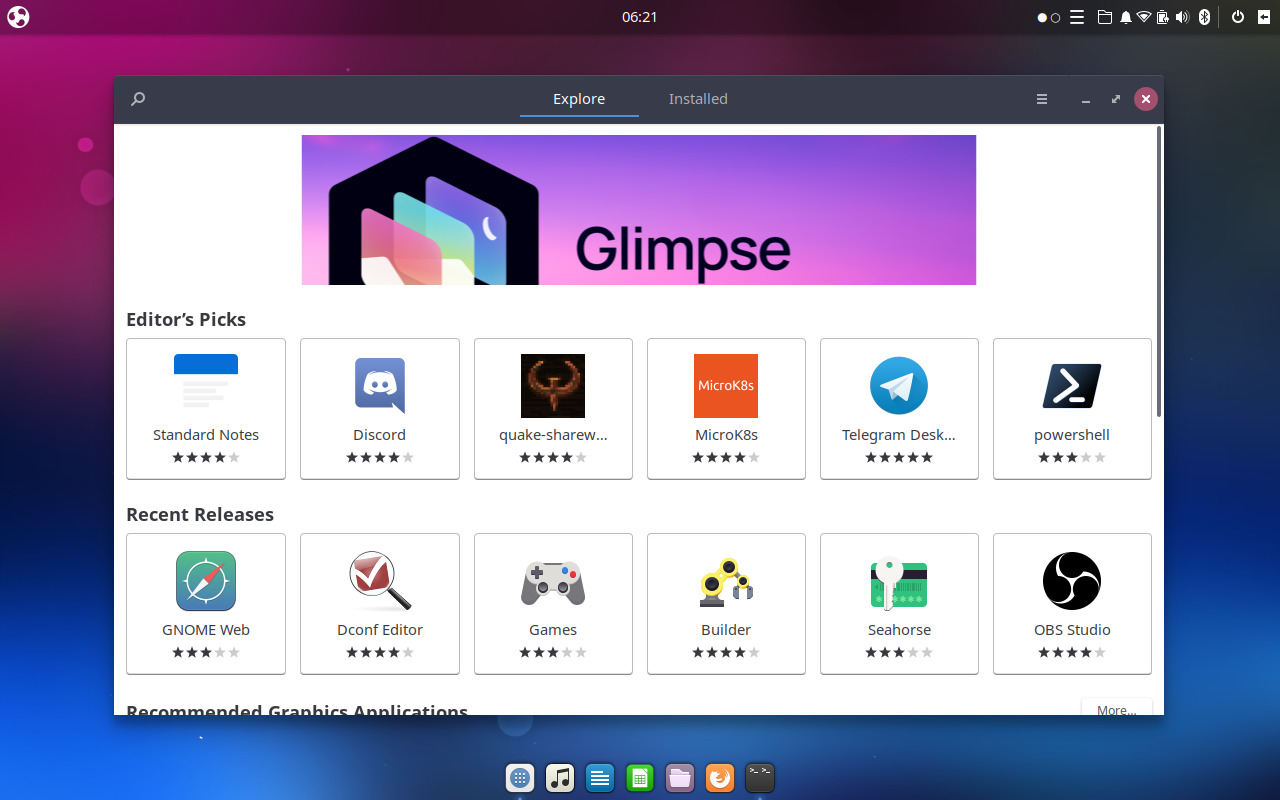 06:21
Explore
Installed
Glimpse
Editor’s Picks
Standard Notes
Discord
quake-sharew...
MicroK8s
MicroK8s
Telegram Desk...
powershell
Recent Releases
GNOME Web
Dconf Editor
Games
Builder
Seahorse
OBS Studio
Recommended Graphics Applications
More...
>_ >_